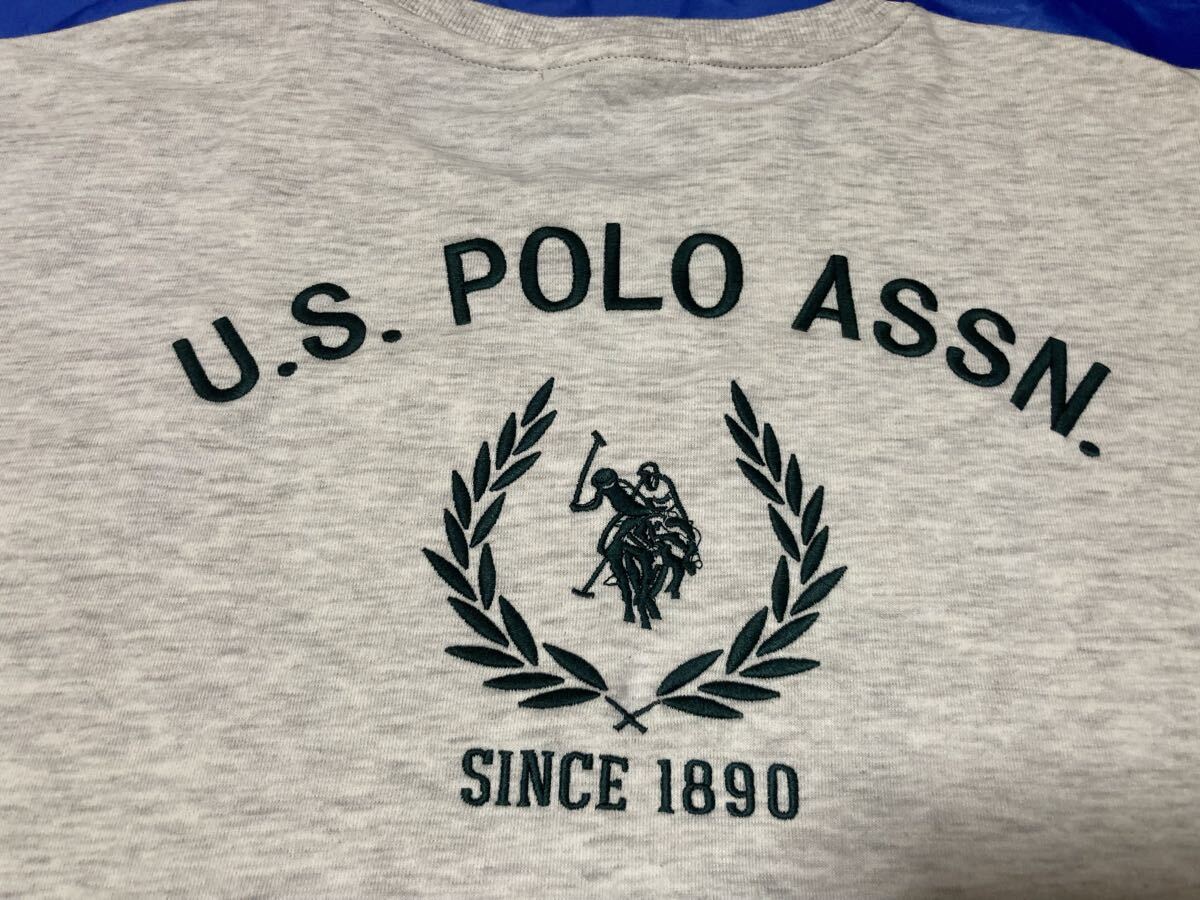 U.S. POLO ASSN.
SINCE 1890